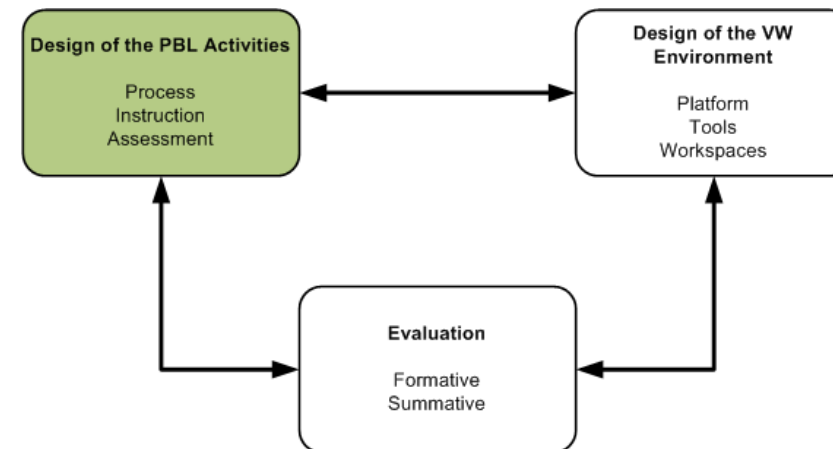 Design of the PBL Activities
Process
Instruction
Assessment
Design of the VW
Environment
Platform
Tools
Workspaces
Evaluation
Formative
Summative